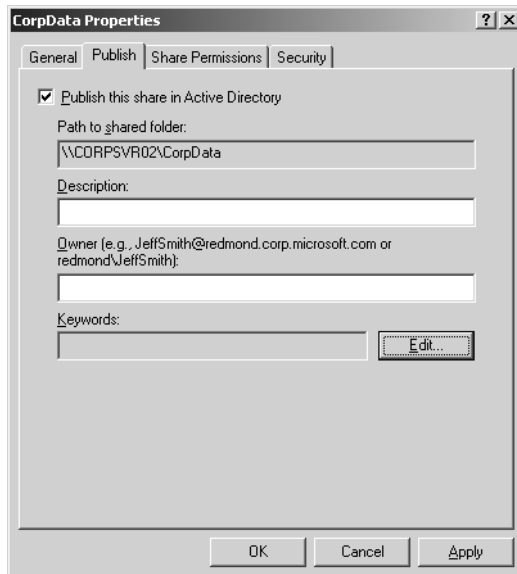 CorpData Properties
General Publish Share Permissions Security
Publish this share in Active Directory
Path to shared folder:
\\CORPSVR02\CorpData
Description:
Owner (e.g., JeffSmith@redmond.corp.microsoft.com or
redmond\JeffSmith):
Keywords:
Edit...
OK Cancel Apply